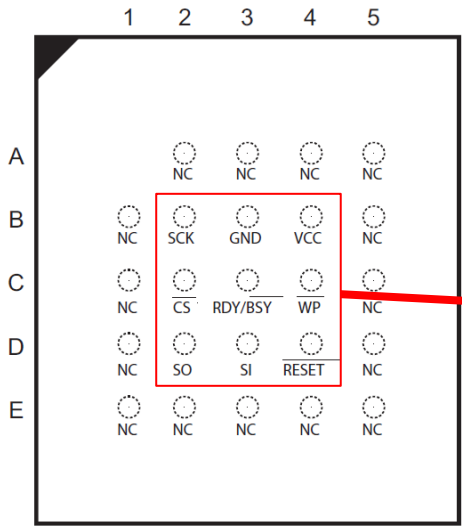 1 2 3 4 5
A
NC NC NC NC
B
NC SCK GND VCC NC
C
NC CS RDY/BSY WP NC
D
NC SO SI RESET NC
E
NC NC NC NC NC